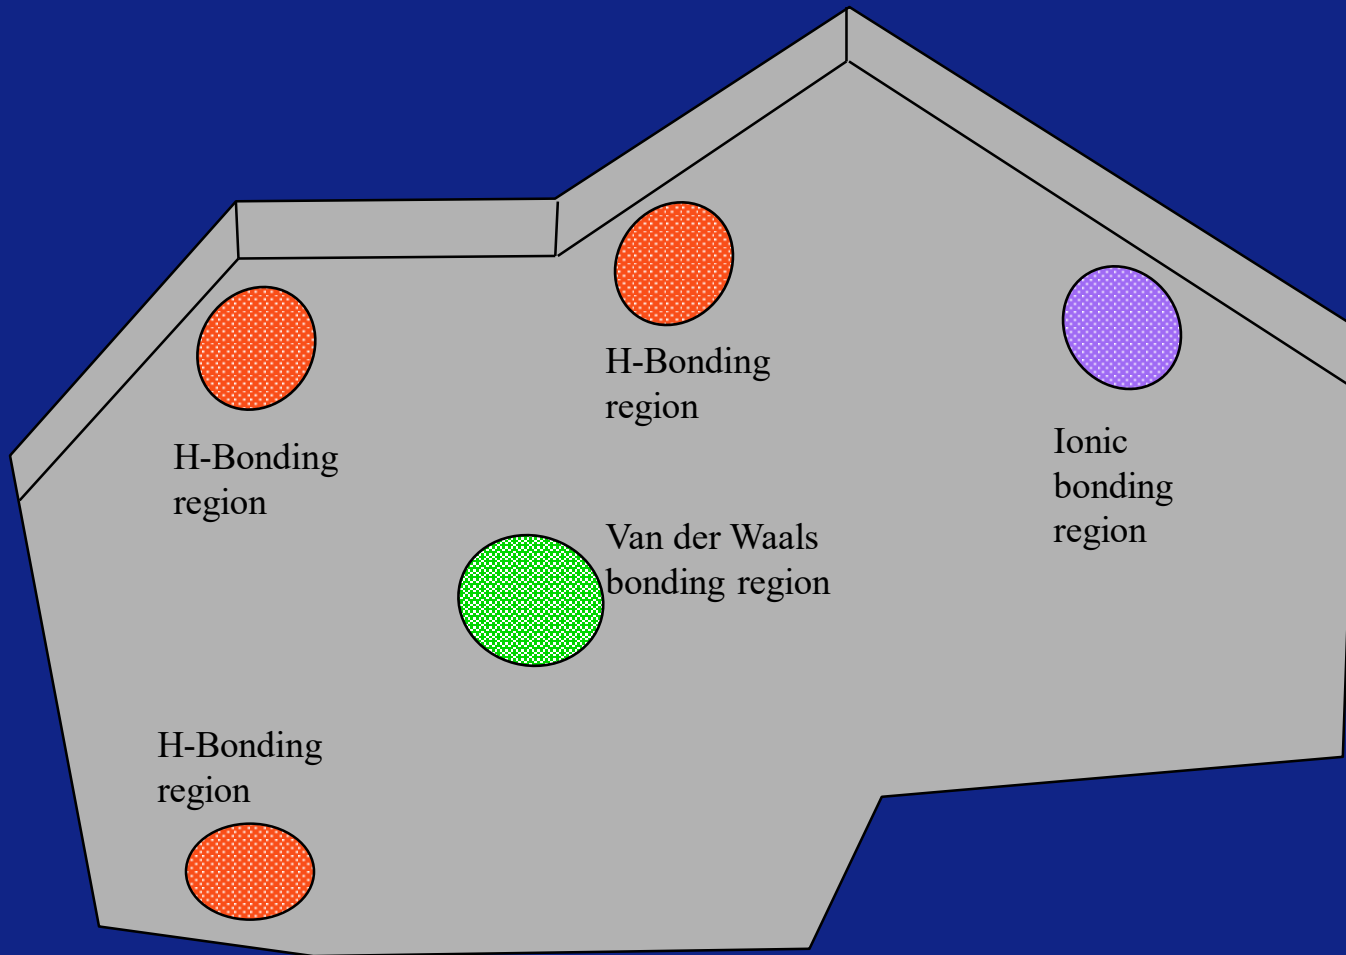 H-Bonding
region
H-Bonding
region
Ionic
bonding
region
Van der Waals
bonding region
H-Bonding
region